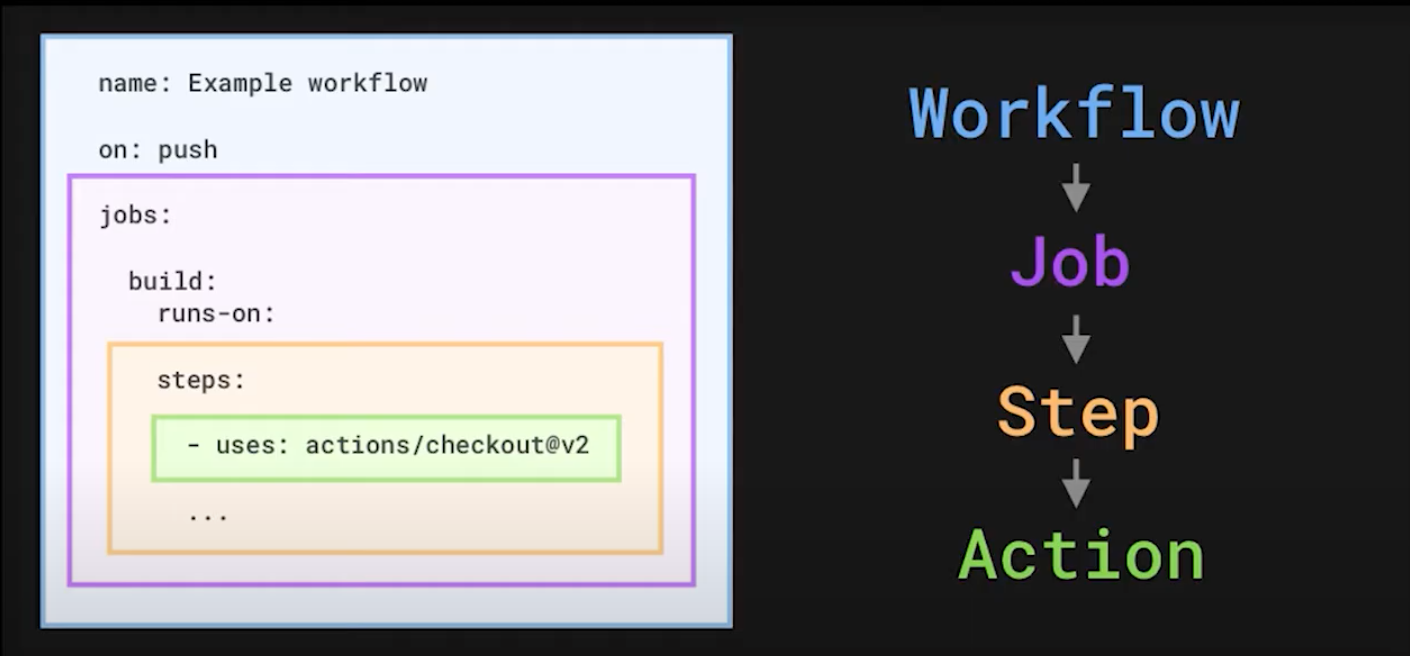 name: Example workflow
on: push
jobs:
build:
runs-on:
steps:
- uses: actions/checkout@v2
...
Workflow
Job
Step
Action